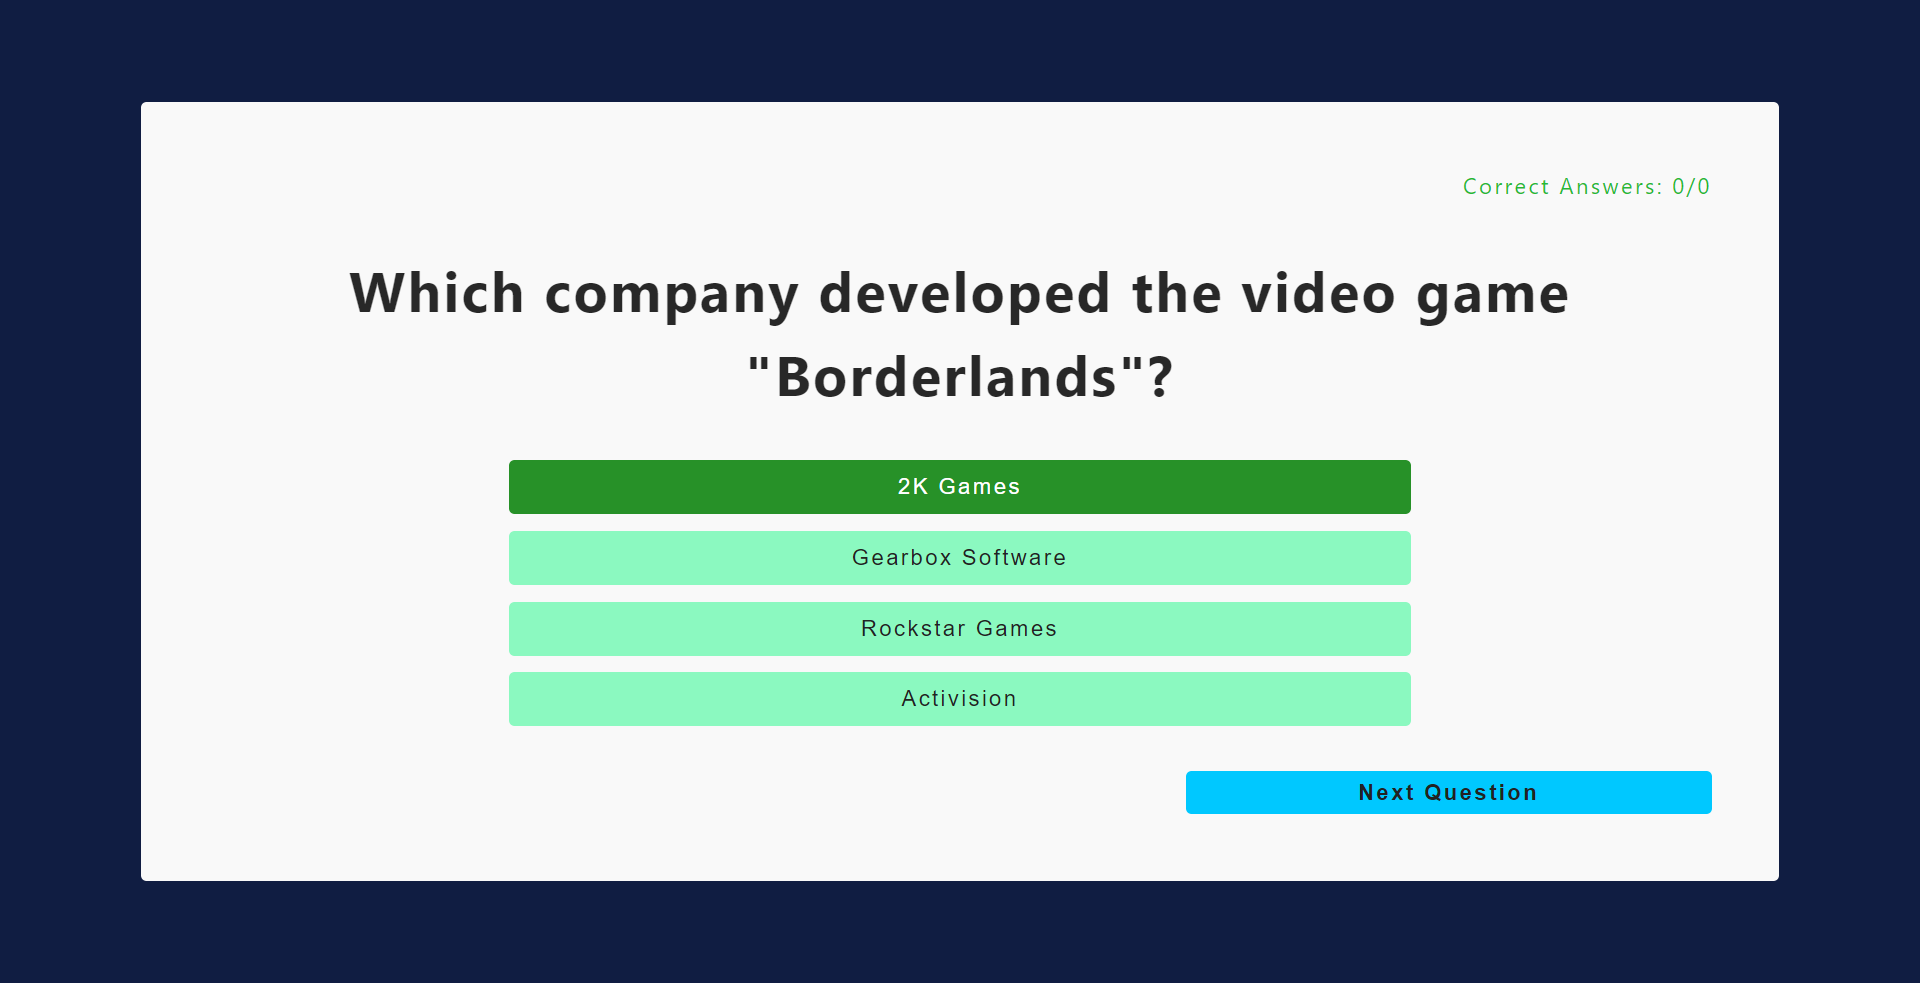 Correct Answers: 0/0
Which company developed the video game
"Borderlands"?
2K Games
Gearbox Software
Rockstar Games
Activision
Next Question